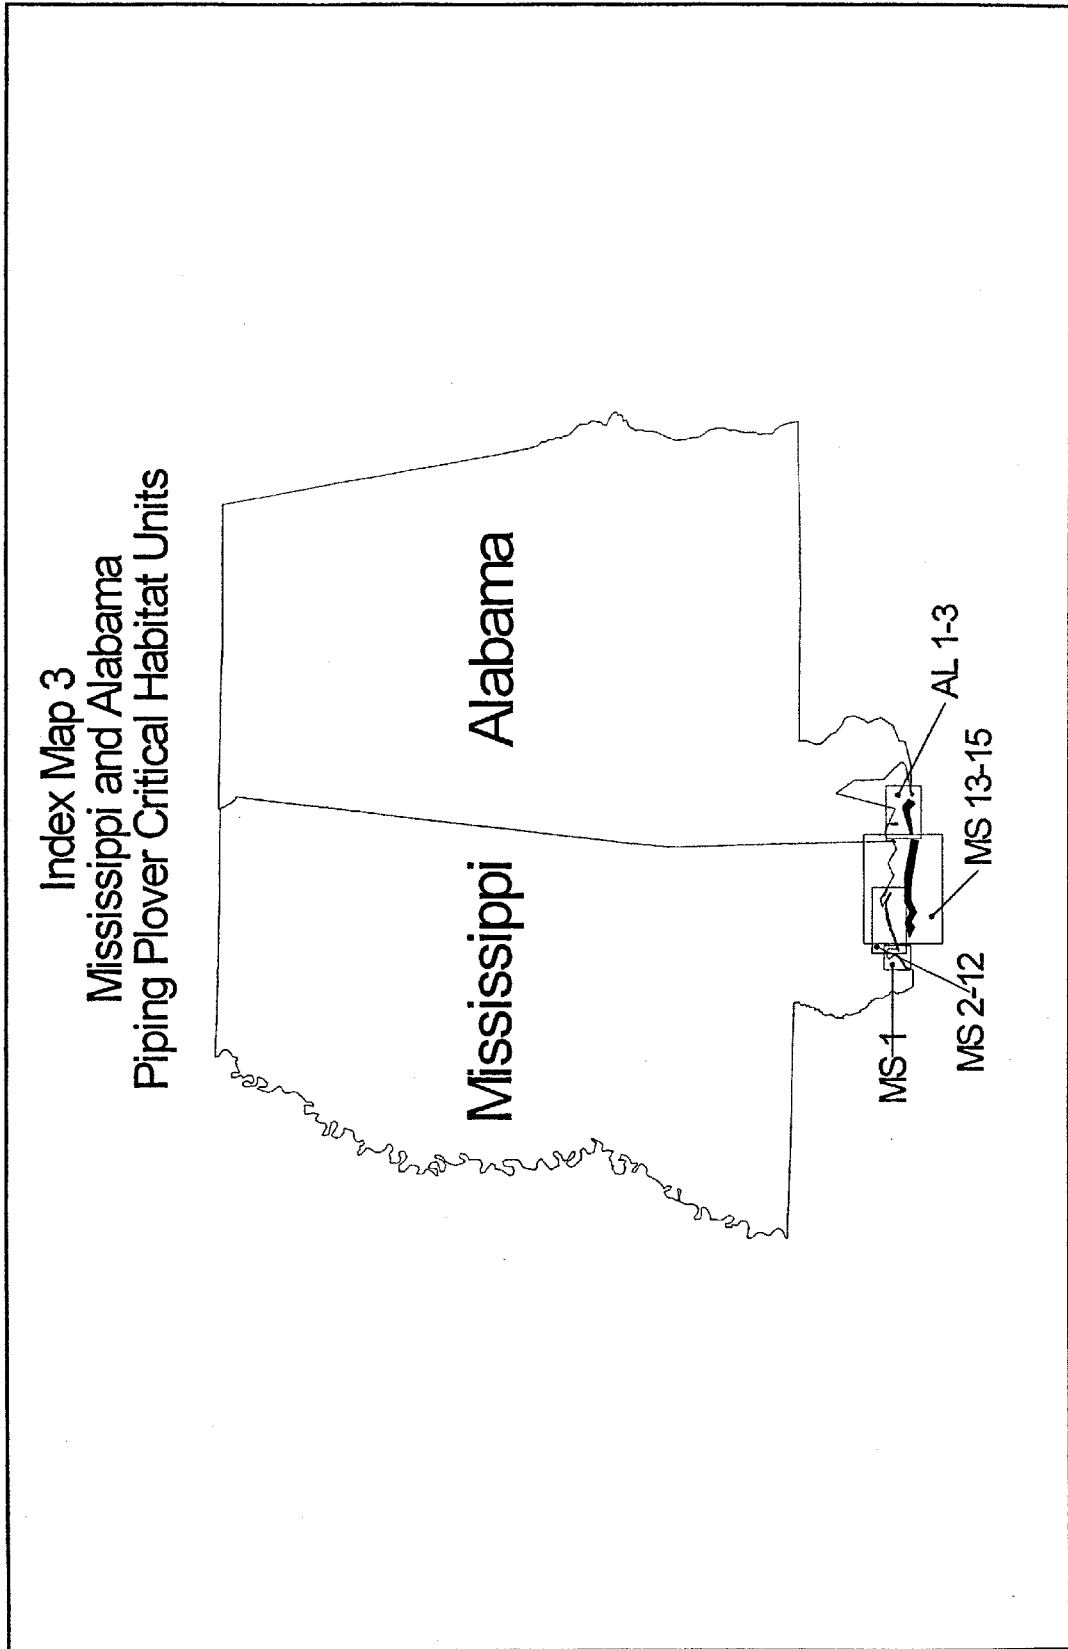 Index Map 3
Mississippi and Alabama
Piping Plover Critical Habitat Units
Mississippi
Alabama
MS 1
MS 2-12
MS 13-15
AL 1-3